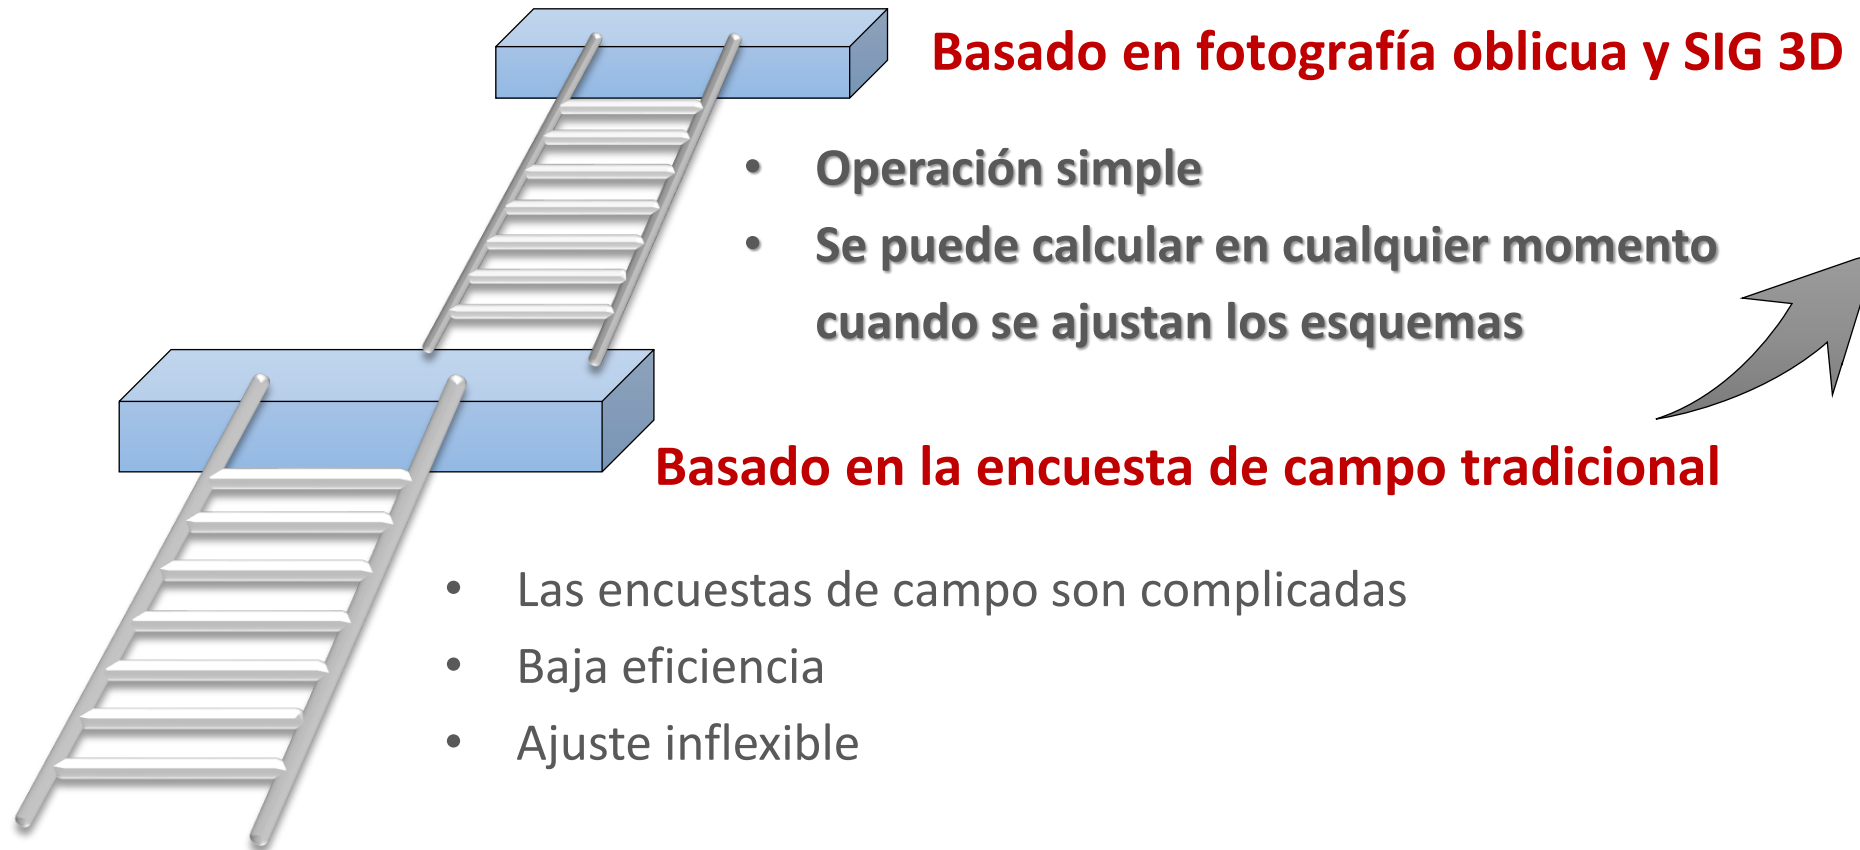 Basado en fotografía oblicua y SIG 3D
• Operación simple
• Se puede calcular en cualquier momento
cuando se ajustan los esquemas
Basado en la encuesta de campo tradicional
• Las encuestas de campo son complicadas
• Baja eficiencia
• Ajuste inflexible